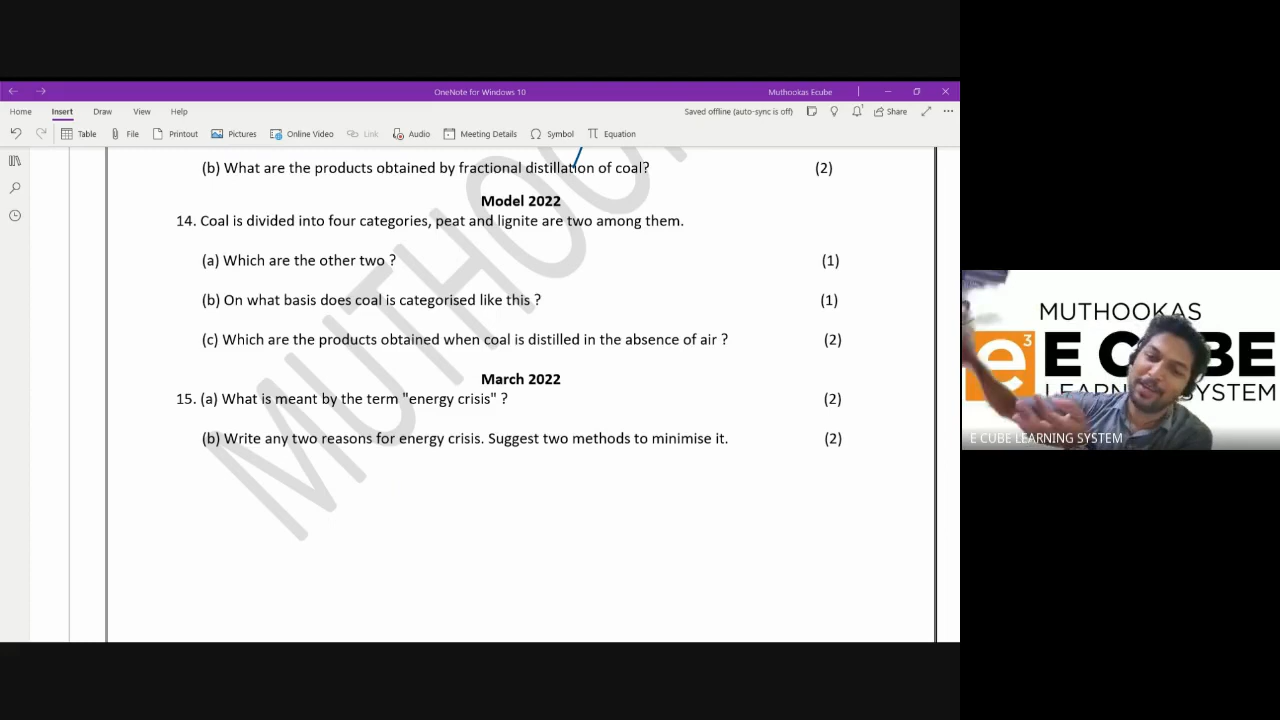 OneNote for Windows 10
Muthookas Ecube
Home Insert Draw View Help
Saved offline (auto-sync is off) Share
Table File Printout Pictures Online Video Link Audio Meeting Details Symbol Equation
(b) What are the products obtained by fractional distillation of coal? (2)
Model 2022
14. Coal is divided into four categories, peat and lignite are two among them.
(a) Which are the other two ? (1)
(b) On what basis does coal is categorised like this ? (1)
(c) Which are the products obtained when coal is distilled in the absence of air ? (2)
March 2022
15. (a) What is meant by the term "energy crisis" ? (2)
(b) Write any two reasons for energy crisis. Suggest two methods to minimise it. (2)
MUTHOOK
MUTHOOKAS
e3 E C BE
LEARN SYSTEM
E CUBE LEARNING SYSTEM